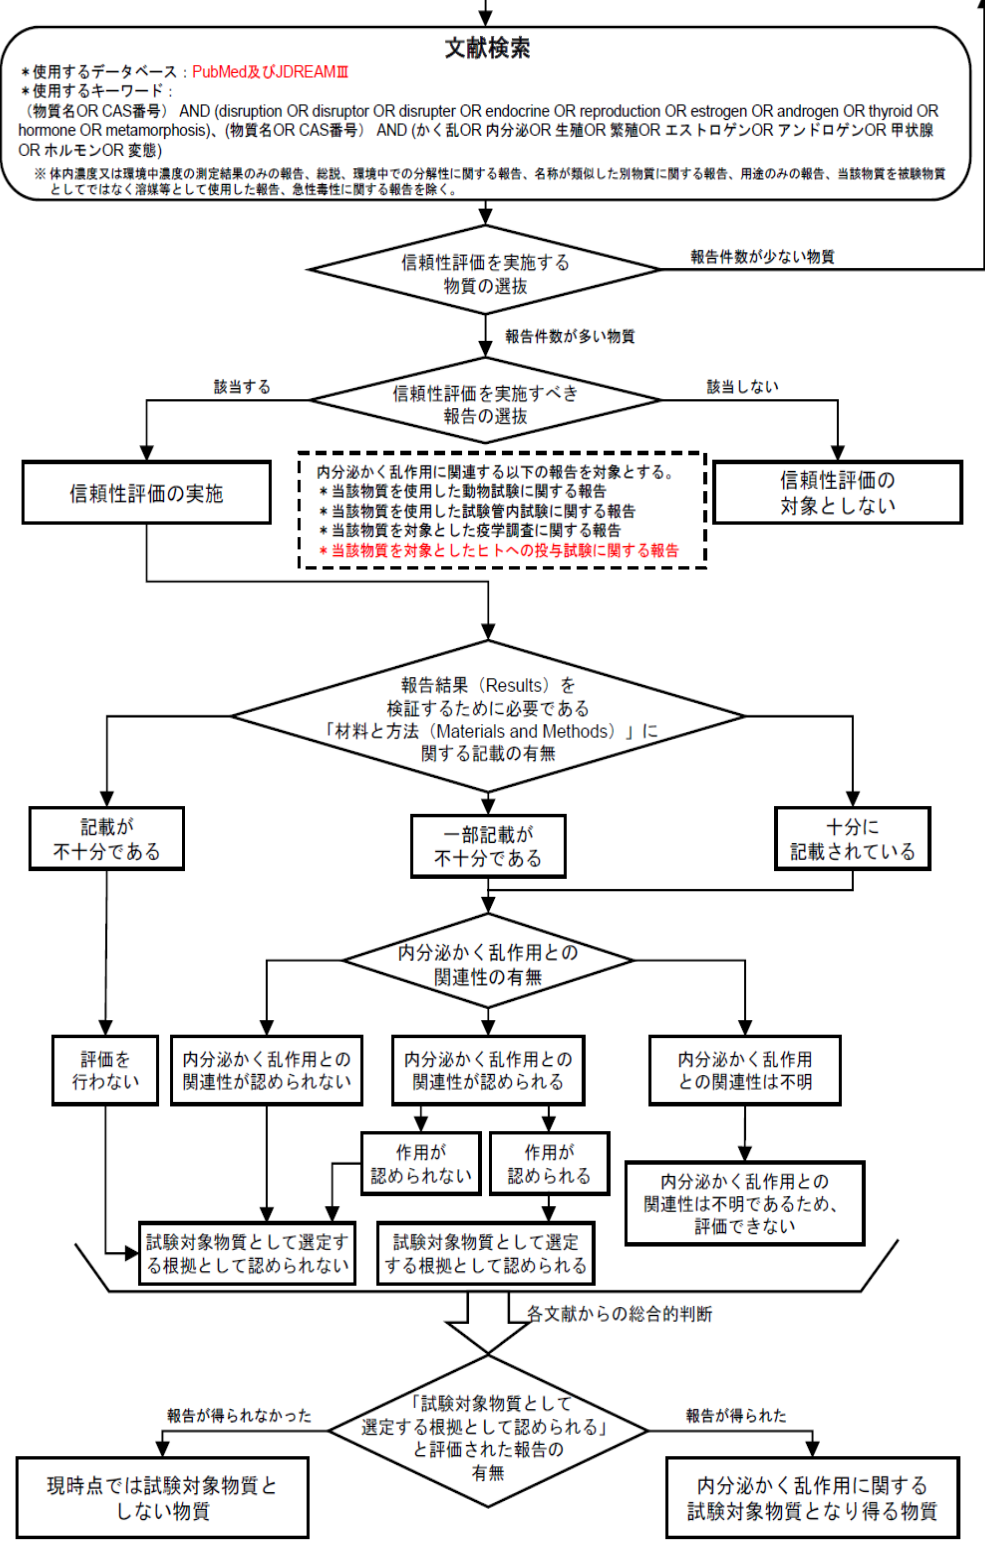 文献検索
＊使用するデータベース：PubMed及びJDREAMⅢ
＊使用するキーワード：
（物質名OR CAS番号） AND (disruption OR disruptor OR disrupter OR endocrine OR reproduction OR estrogen OR androgen OR thyroid OR
hormone OR metamorphosis)、(物質名OR CAS番号） AND (かく乱OR 内分泌OR 生殖OR 繁殖OR エストロゲンOR アンドロゲンOR 甲状腺
OR ホルモンOR 変態)
※ 体内濃度又は環境中濃度の測定結果のみの報告、総説、環境中での分解性に関する報告、名称が類似した別物質に関する報告、用途のみの報告、当該物質を被験物質
としてではなく溶媒等として使用した報告、急性毒性に関する報告を除く。
信頼性評価を実施する
物質の選抜
報告件数が少ない物質
報告件数が多い物質
該当する
信頼性評価を実施すべき
報告の選抜
該当しない
信頼性評価の実施
内分泌かく乱作用に関連する以下の報告を対象とする。
＊当該物質を使用した動物試験に関する報告
＊当該物質を使用した試験管内試験に関する報告
＊当該物質を対象とした疫学調査に関する報告
＊当該物質を対象としたヒトへの投与試験に関する報告
信頼性評価の
対象としない
報告結果（Results）を
検証するために必要である
「材料と方法（Materials and Methods）」に
関する記載の有無
記載が
不十分である
一部記載が
不十分である
十分に
記載されている
内分泌かく乱作用との
関連性の有無
評価を
行わない
内分泌かく乱作用との
関連性が認められない
内分泌かく乱作用との
関連性が認められる
内分泌かく乱作用
との関連性は不明
作用が
認められない
作用が
認められる
内分泌かく乱作用との
関連性は不明であるため、
評価できない
試験対象物質として選定す
る根拠として認められない
試験対象物質として選定
する根拠として認められる
各文献からの総合的判断
「試験対象物質として
選定する根拠として認められる」
と評価された報告の
有無
報告が得られなかった
報告が得られた
現時点では試験対象物質と
しない物質
内分泌かく乱作用に関する
試験対象物質となり得る物質